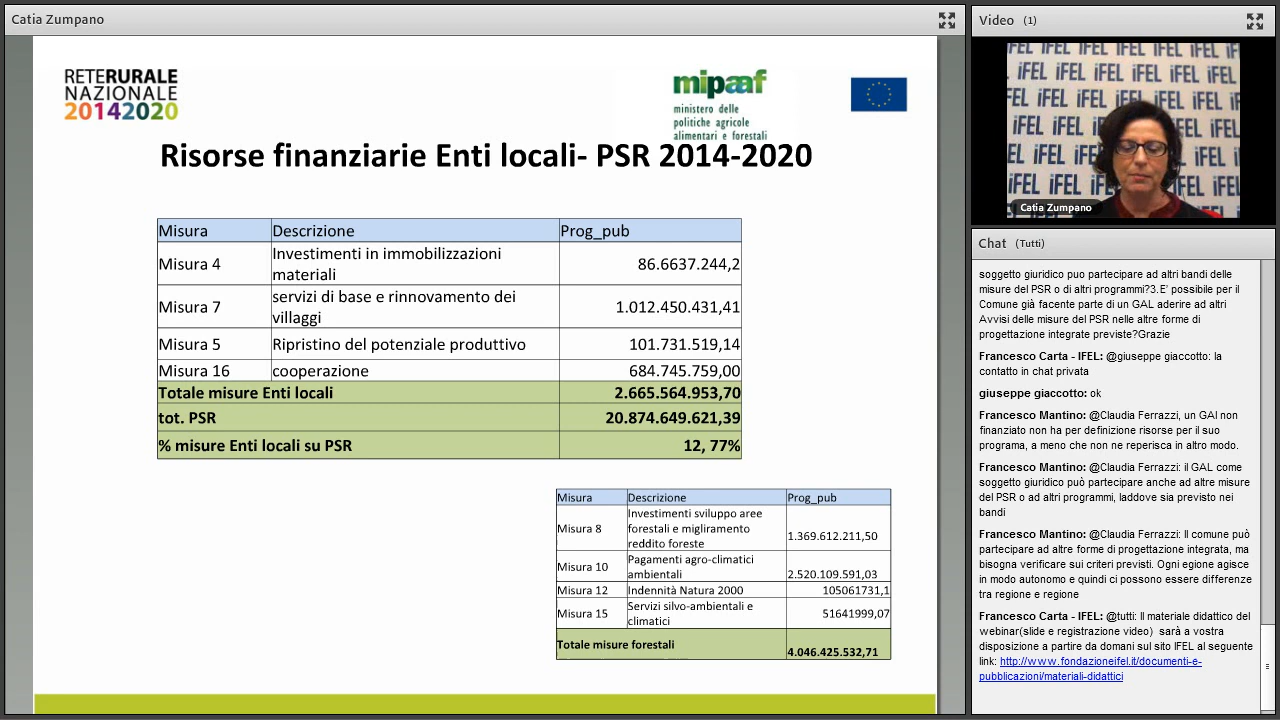 Catia Zumpano
RETERURALE
NAZIONALE
20142020
mipaaf
ministero delle
politiche agricole
alimentari e forestali
Risorse finanziarie Enti locali- PSR 2014-2020
Misura Descrizione Prog_pub
Misura 4 Investimenti in immobilizzazioni materiali 86.6637.244,2
Misura 7 servizi di base e rinnovamento dei villaggi 1.012.450.431,41
Misura 5 Ripristino del potenziale produttivo 101.731.519,14
Misura 16 cooperazione 684.745.759,00
Totale misure Enti locali 2.665.564.953,70
tot. PSR 20.874.649.621,39
% misure Enti locali su PSR 12, 77%
Misura Descrizione Prog_pub
Misura 8 Investimenti sviluppo aree forestali e migliramento reddito foreste 1.369.612.211,50
Misura 10 Pagamenti agro-climatici ambientali 2.520.109.591,03
Misura 12 Indennità Natura 2000 105061731,1
Misura 15 Servizi silvo-ambientali e climatici 51641999,07
Totale misure forestali 4.046.425.532,71
Video (1)
iFEL
Catia Zumpano
Chat (Tutti)
soggetto giuridico puo partecipare ad altri bandi delle
misure del PSR o di altri programmi?3.E' possibile per il
Comune già facente parte di un GAL aderire ad altri
Avvisi delle misure del PSR nelle altre forme di
progettazione integrate previste?Grazie
Francesco Carta - IFEL: @giuseppe giaccotto: la
contatto in chat privata
giuseppe giaccotto: ok
Francesco Mantino: @Claudia Ferrazzi, un GAl non
finanziato non ha per definizione risorse per il suo
programa, a meno che non ne reperisca in altro modo.
Francesco Mantino: @Claudia Ferrazzi: il GAL come
soggetto giuridico può partecipare anche ad altre misure
del PSR o ad altri programmi, laddove sia previsto nei
bandi
Francesco Mantino: @Claudia Ferrazzi: Il comune può
partecipare ad altre forme di progettazione integrata, ma
bisogna verificare sui criteri previsti. Ogni egione agisce
in modo autonomo e quindi ci possono essere differenze
tra regione e regione
Francesco Carta - IFEL: @tutti: Il materiale didattico del
webinar(slide e registrazione video) sarà a vostra
disposizione a partire da domani sul sito IFEL al seguente
link: http://www.fondazioneifel.it/documenti-e-
pubblicazioni/materiali-didattici